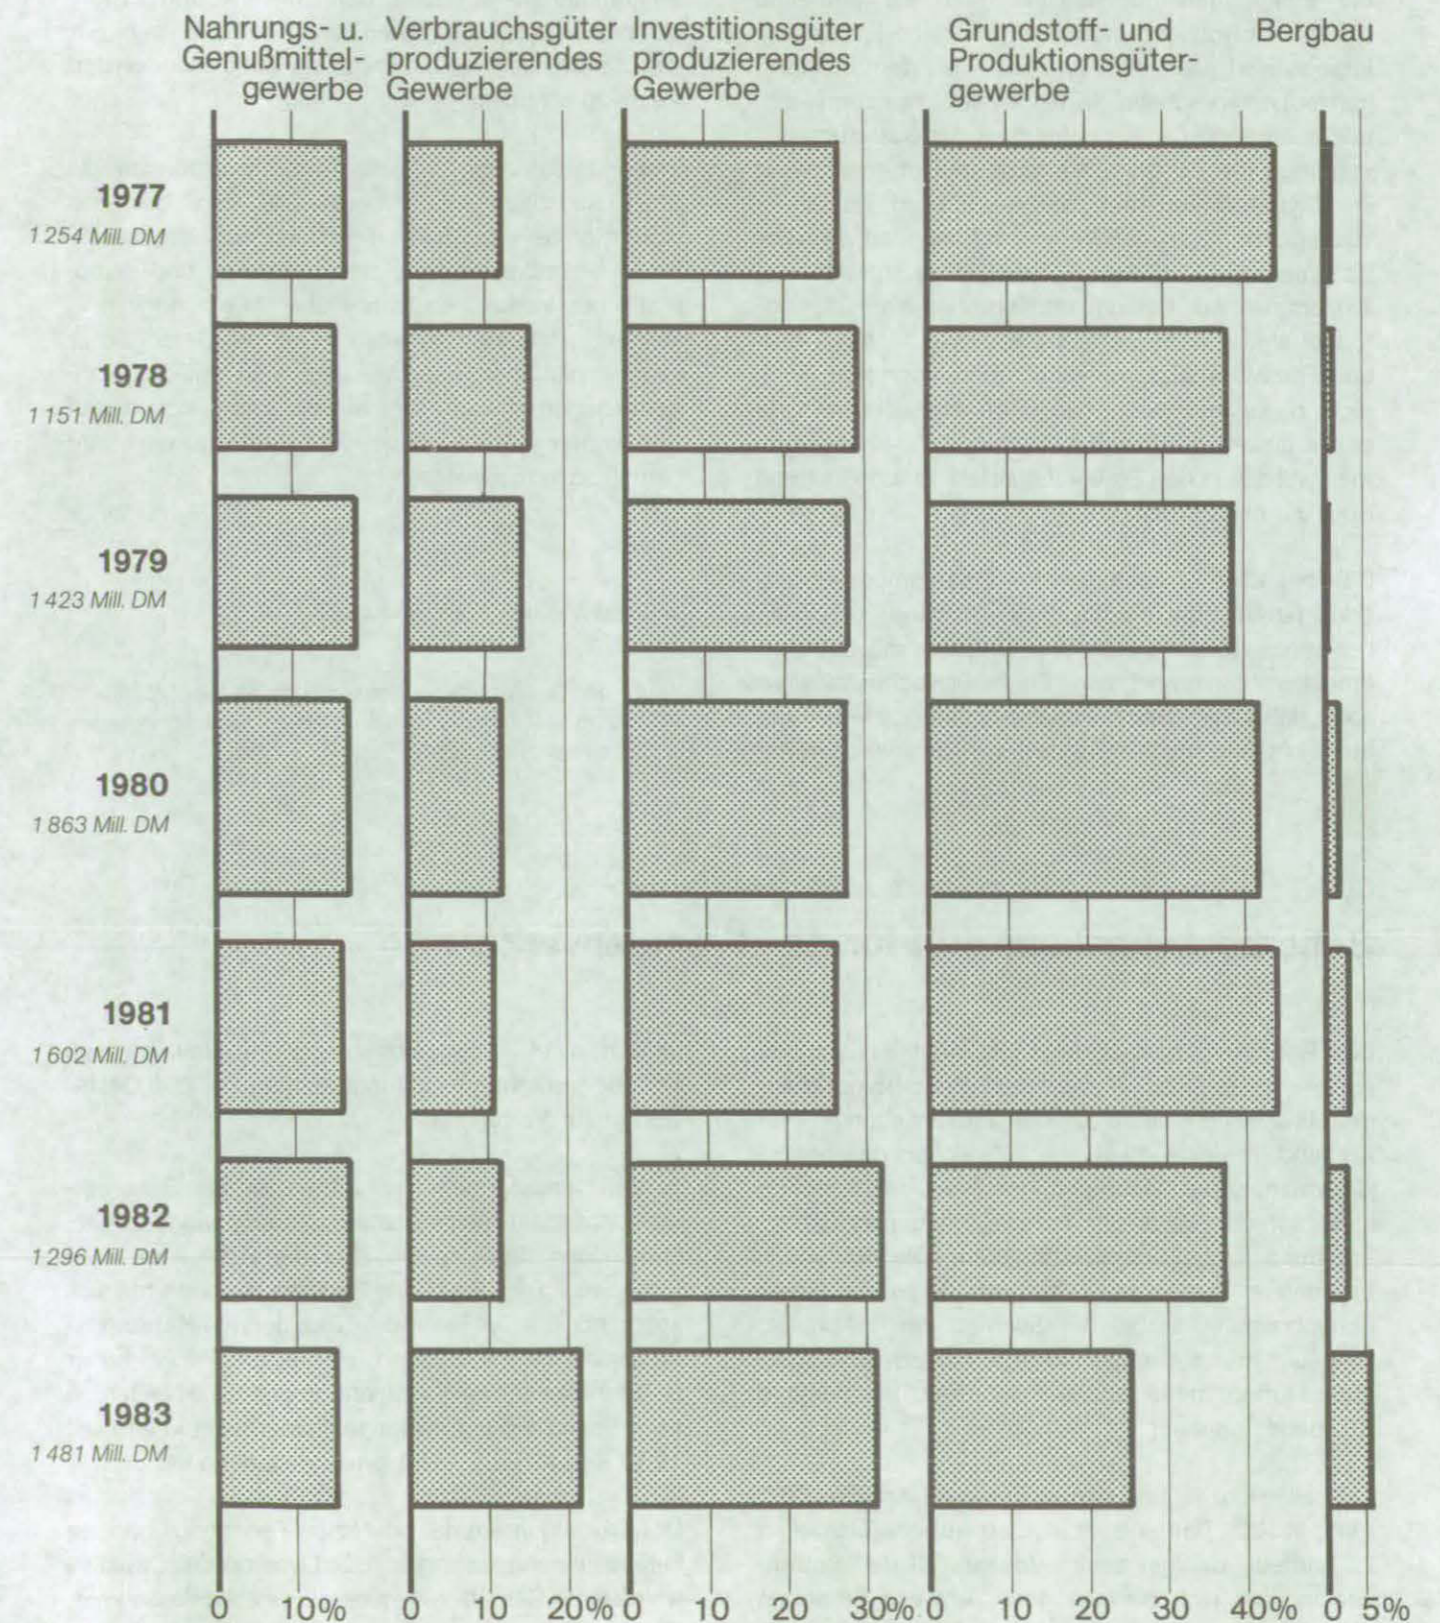 Nahrungs- u.
Genußmittel-
gewerbe
Verbrauchsgüter
produzierendes
Gewerbe
Investitionsgüter
produzierendes
Gewerbe
Grundstoff- und
Produktionsgüter-
gewerbe
Bergbau
1977
1 254 Mill. DM
1978
1 151 Mill. DM
1979
1 423 Mill. DM
1980
1 863 Mill. DM
1981
1 602 Mill. DM
1982
1 296 Mill. DM
1983
1 481 Mill. DM
0 10% 0 10 20% 0 10 20 30% 0 10 20 30 40% 0 5%